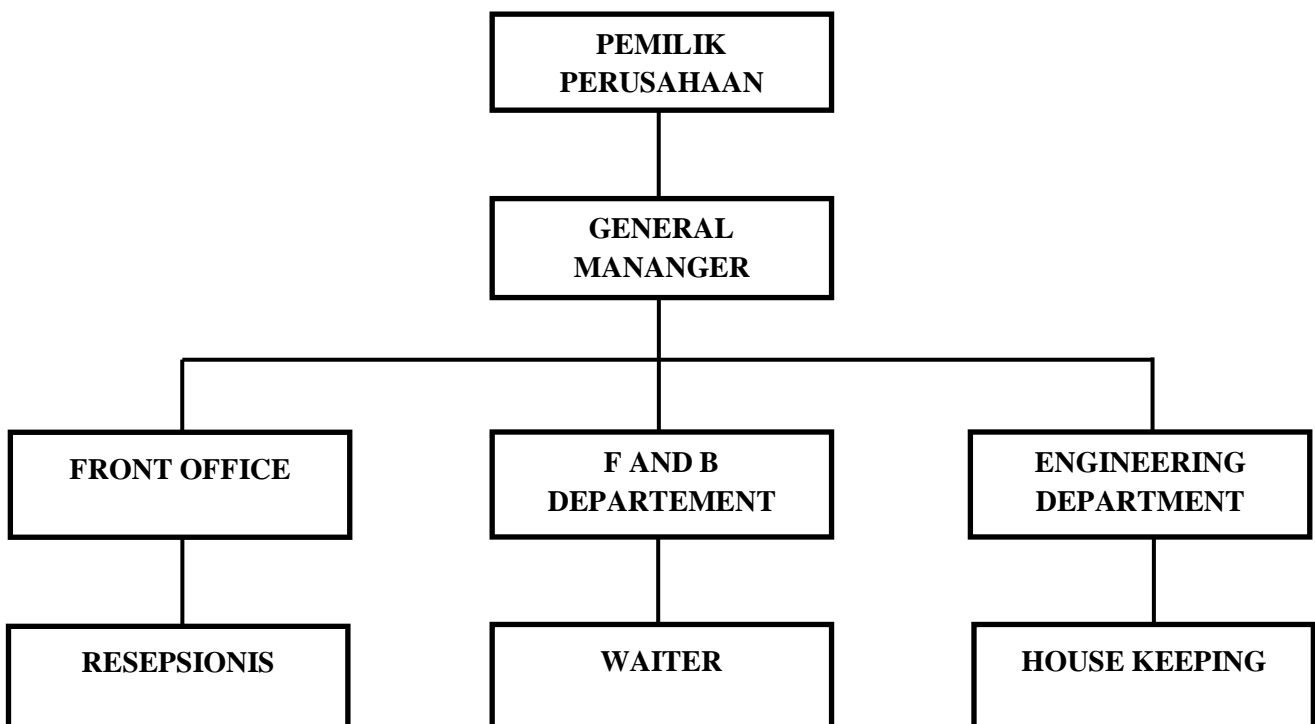 PEMILIK
PERUSAHAAN
GENERAL
MANANGER
FRONT OFFICE
F AND B
DEPARTEMENT
ENGINEERING
DEPARTMENT
RESEPSIONIS
WAITER
HOUSE KEEPING